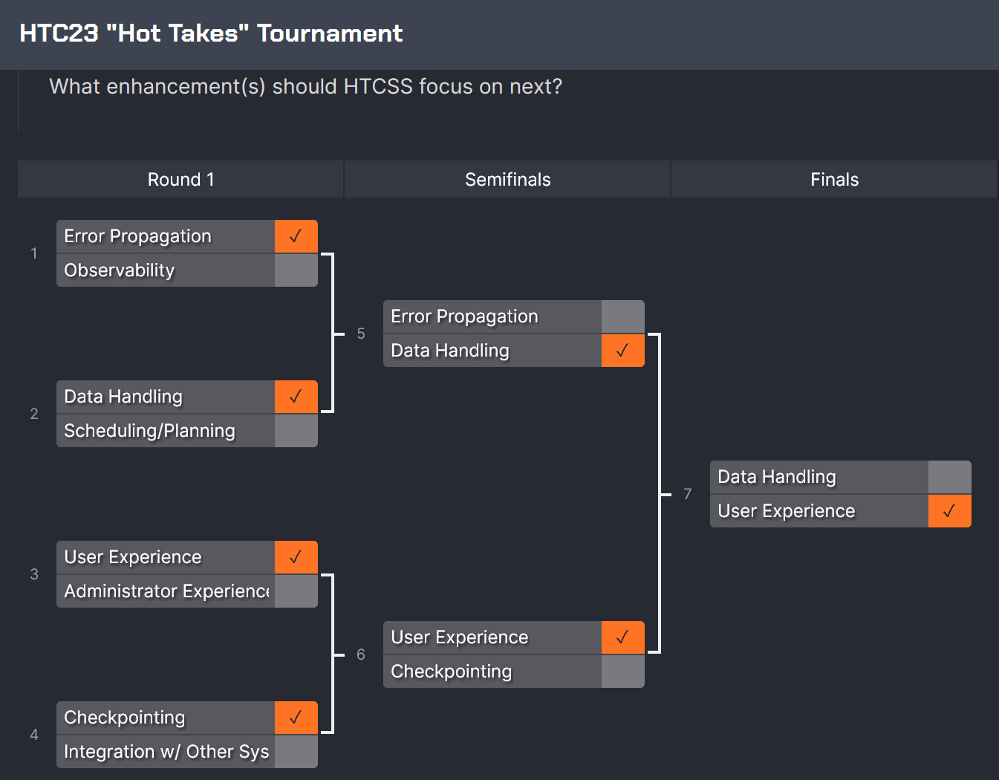 HTC23 "Hot Takes" Tournament
What enhancement(s) should HTCSS focus on next?
Round 1
Semifinals
Finals
1
Error Propagation ✓
Observability
2
Data Handling ✓
Scheduling/Planning
3
User Experience ✓
Administrator Experience
4
Checkpointing ✓
Integration w/ Other Sys
5
Error Propagation
Data Handling ✓
6
User Experience ✓
Checkpointing
7
Data Handling
User Experience ✓